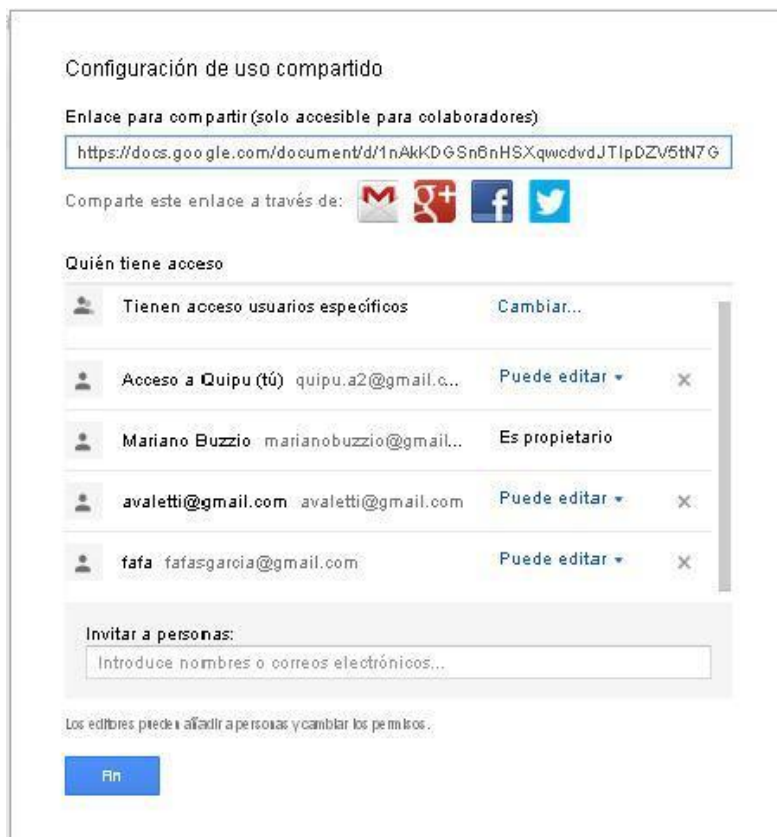 Configuración de uso compartido
Enlace para compartir (solo accesible para colaboradores)
https://docs.google.com/document/d/1nAkKDGSn6nHSXqwcdvdJTIpDZV5tN7G
Comparte este enlace a través de:
Quién tiene acceso
Tienen acceso usuarios específicos Cambiar...
Acceso a Quipu (tú) quipu.a2@gmail.c... Puede editar
Mariano Buzzio marianobuzzio@gmail... Es propietario
avaletti@gmail.com avaletti@gmail.com Puede editar
fafa fafasgarcia@gmail.com Puede editar
Invitar a personas:
Introduce nombres o correos electrónicos...
Los editores pueden añadir a personas y cambiar los permisos.
Fin